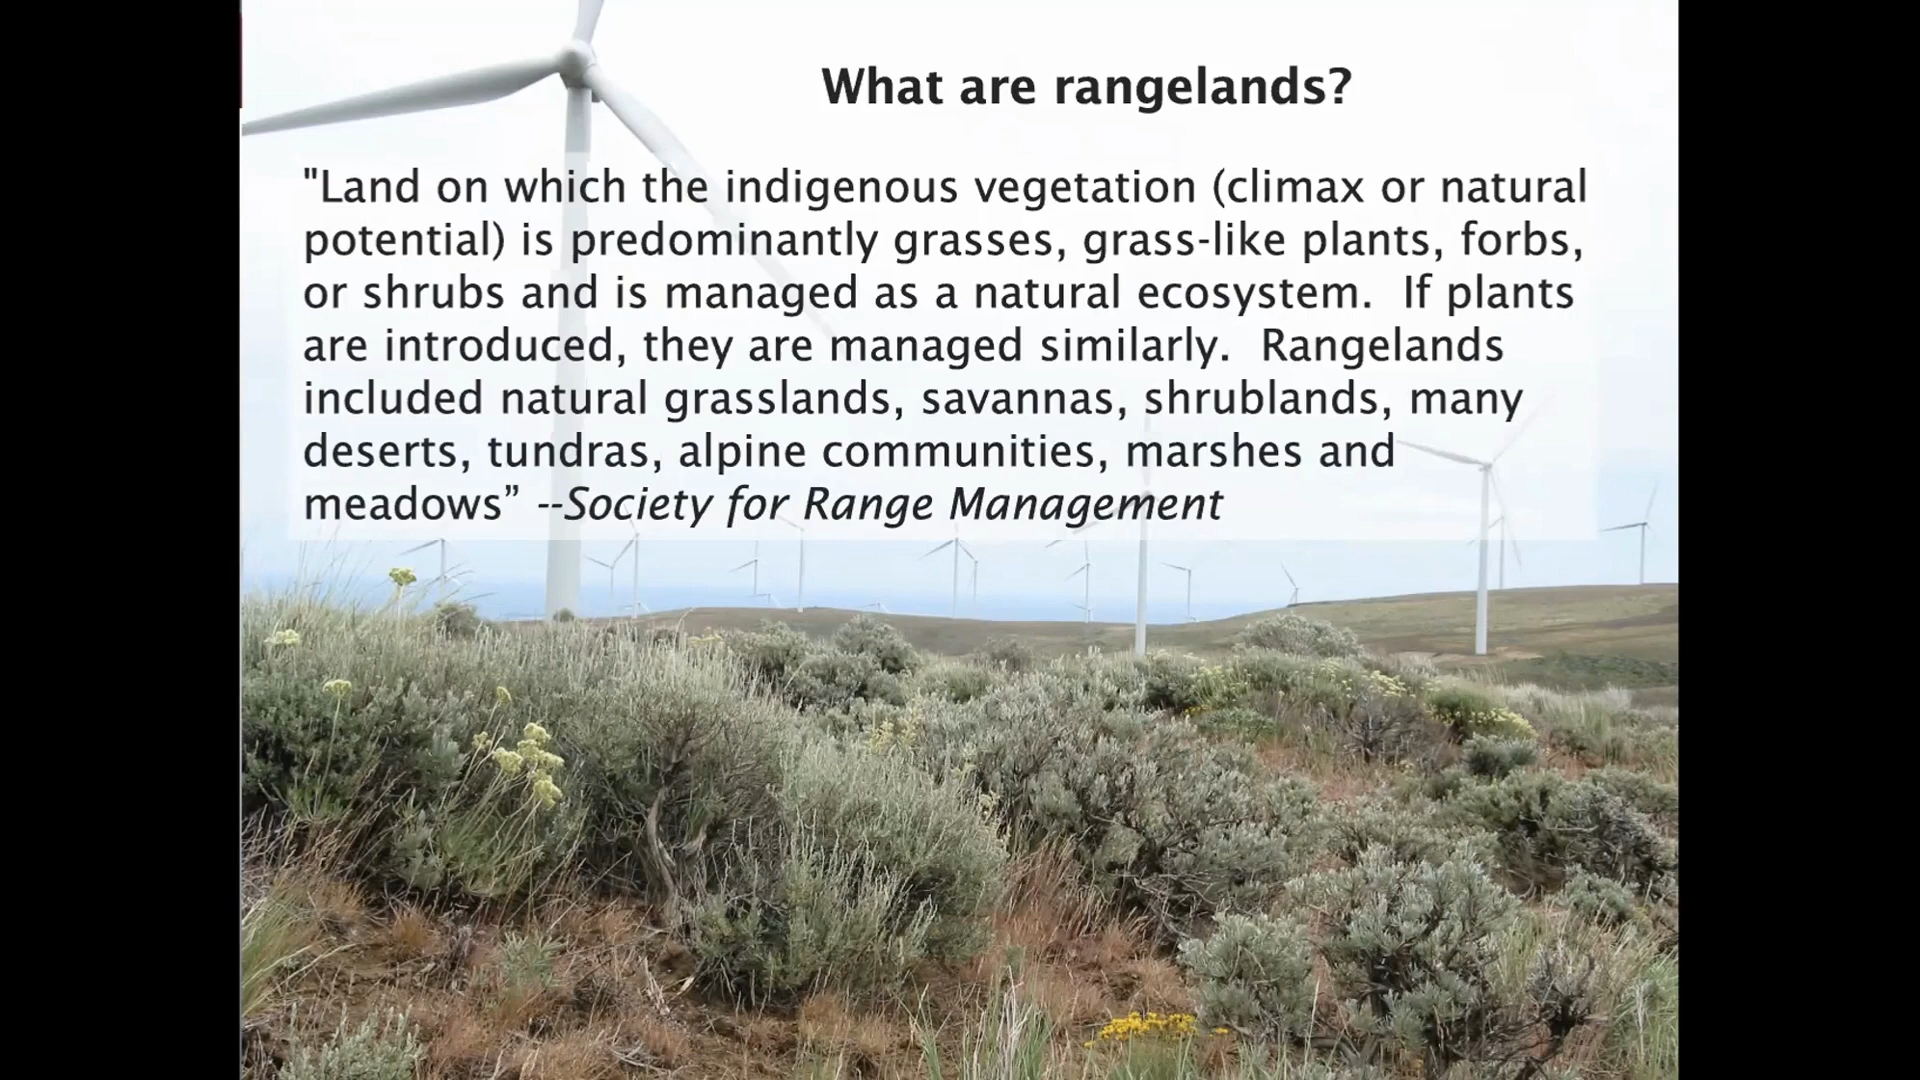 What are rangelands?
"Land on which the indigenous vegetation (climax or natural
potential) is predominantly grasses, grass-like plants, forbs,
or shrubs and is managed as a natural ecosystem.  If plants
are introduced, they are managed similarly.  Rangelands
included natural grasslands, savannas, shrublands, many
deserts, tundras, alpine communities, marshes and
meadows” --Society for Range Management